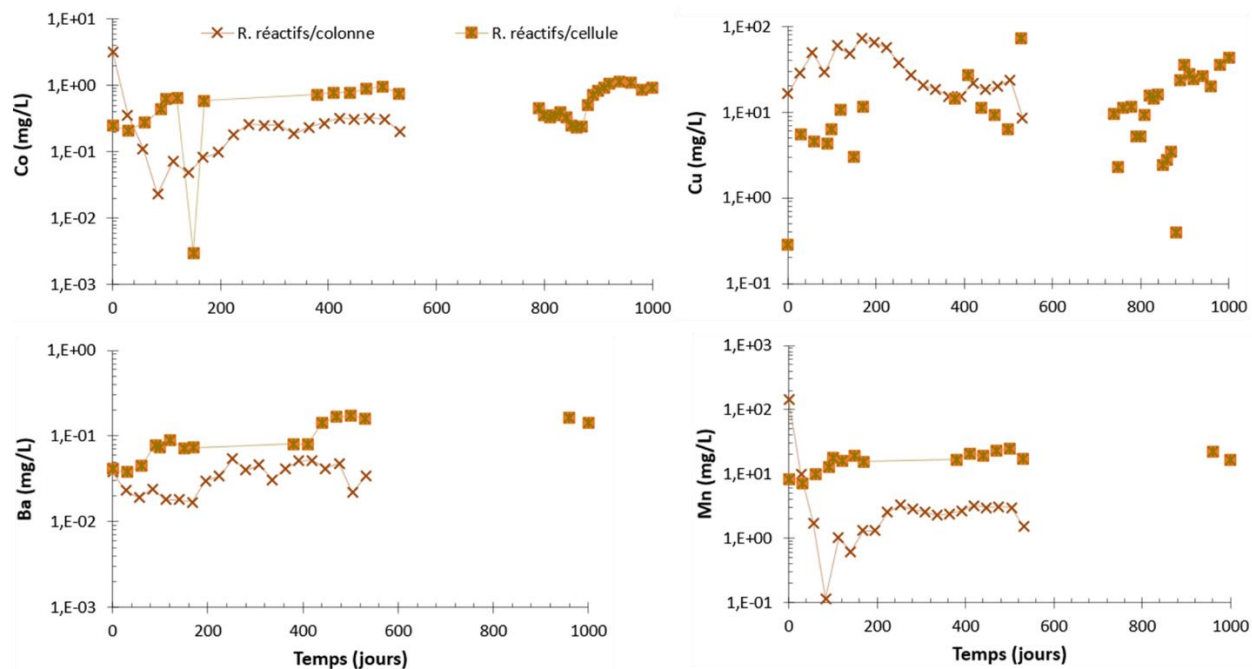 R. réactifs/colonne
R. réactifs/cellule
1,E+01
1,E+00
1,E-01
1,E-02
1,E-03
Co (mg/L)
0 200 400 600 800 1000
1,E+02
1,E+01
1,E+00
1,E-01
Cu (mg/L)
0 200 400 600 800 1000
1,E+00
1,E-01
1,E-02
1,E-03
Ba (mg/L)
0 200 400 600 800 1000
Temps (jours)
1,E+03
1,E+02
1,E+01
1,E+00
1,E-01
Mn (mg/L)
0 200 400 600 800 1000
Temps (jours)